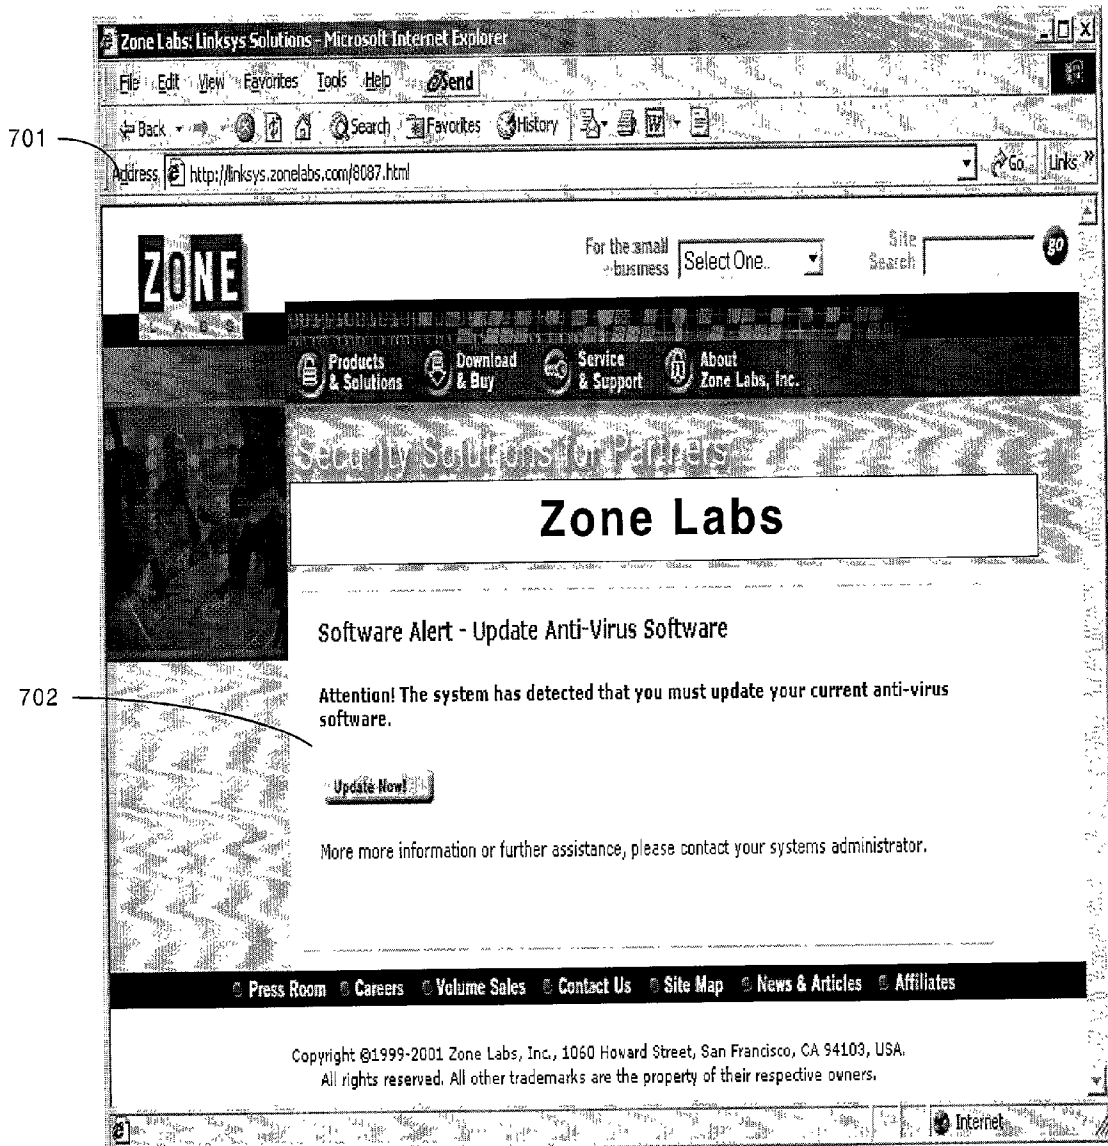 Zone Labs: Linksys Solutions - Microsoft Internet Explorer
File Edit View Favorites Tools Help Send
Back Search Favorites History
701
Address http://linksys.zonelabs.com/8087.html Go Links »
ZONE
LABS
For the small
business
Select One..
Site
Search
go
Products
& Solutions
Download
& Buy
Service
& Support
About
Zone Labs, Inc.
Security Solutions for Partners
Zone Labs
Software Alert - Update Anti-Virus Software
Attention! The system has detected that you must update your current anti-virus
software.
702
Update Now!
More more information or further assistance, please contact your systems administrator.
Press Room Careers Volume Sales Contact Us Site Map News & Articles Affiliates
Copyright @1999-2001 Zone Labs, Inc., 1060 Howard Street, San Francisco, CA 94103, USA.
All rights reserved. All other trademarks are the property of their respective owners.
Internet